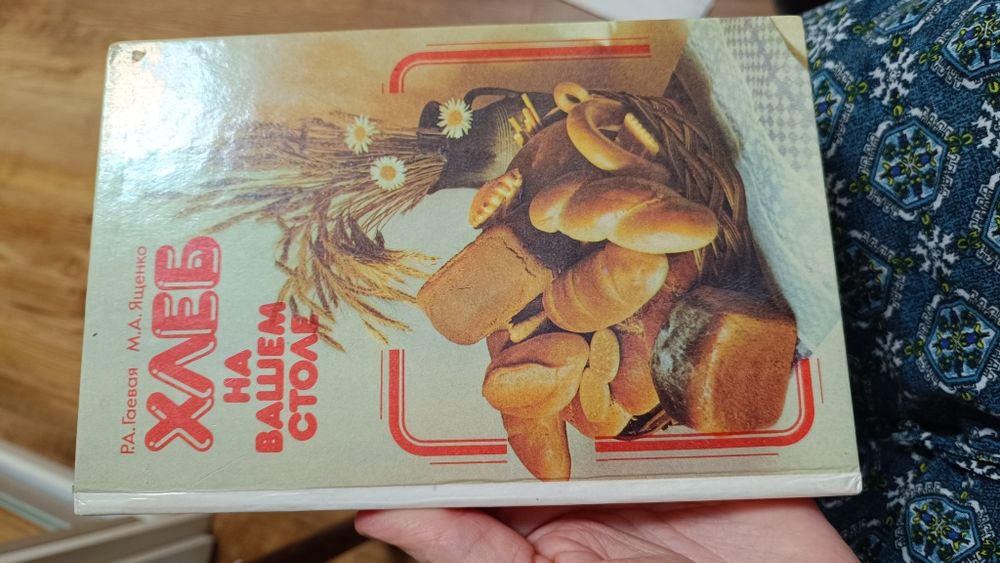 Р.А. Гаевая М.А. Ященко
ХЛЕБ
НА
ВАШЕМ
СТОЛЕ